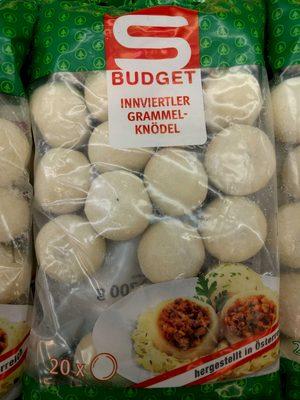 S
BUDGET
INNVIERTLER
GRAMMEL-
KNÖDEL
20x
hergestellt in Österr